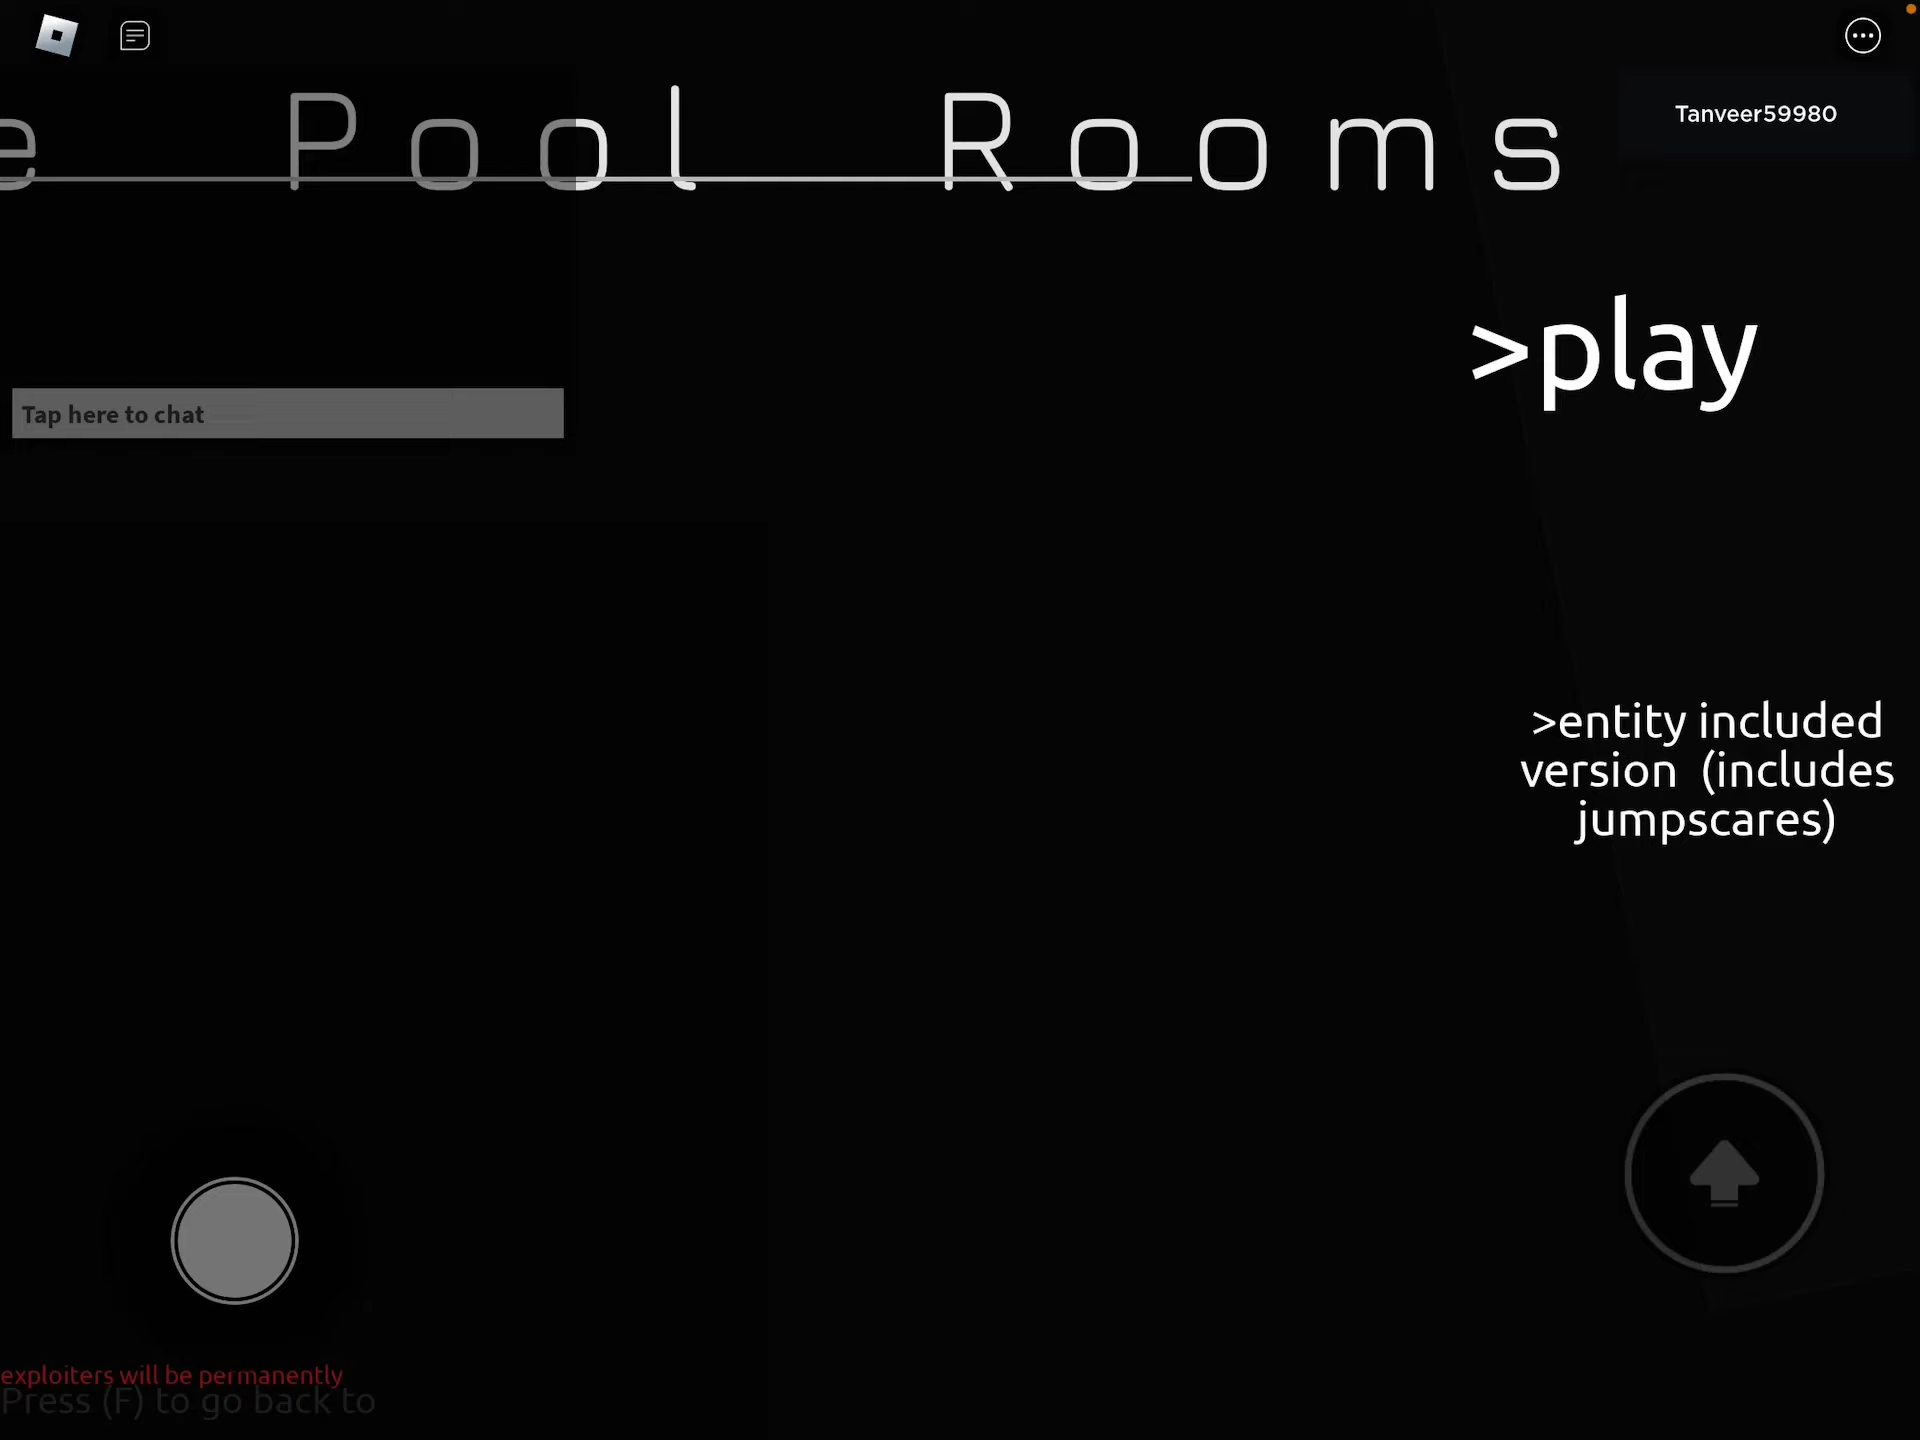 e Pool Rooms
Tanveer59980
>play
Tap here to chat
>entity included
version (includes
jumpscares)
exploiters will be permanently
Press (F) to go back to